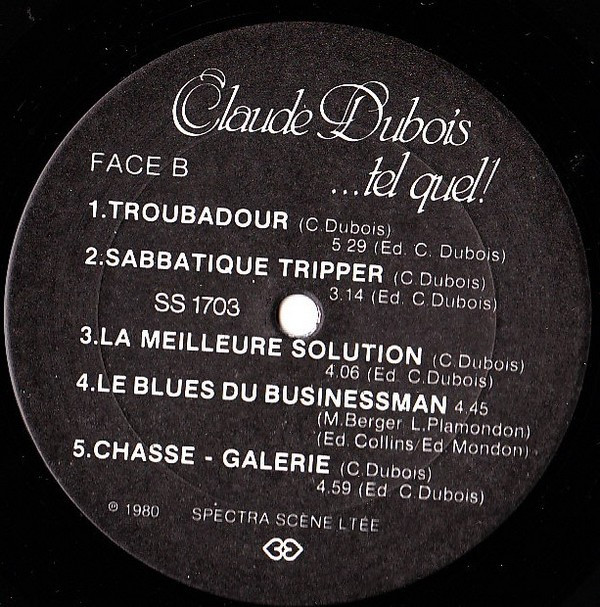 Claude Dubois
...tel quel!
FACE B
1.TROUBADOUR (C.Dubois)
5 29 (Ed. C. Dubois)
2.SABBATIQUE TRIPPER (C.Dubois)
3.14 (Ed. C.Dubois)
SS 1703
3.LA MEILLEURE SOLUTION (C.Dubois)
4.06 (Ed. C.Dubois)
4.LE BLUES DU BUSINESSMAN 4.45
(M.Berger L.Plamondon)
(Ed. Collins/Ed. Mondon)
5.CHASSE - GALERIE (C.Dubois)
4.59 (Ed. C.Dubois)
℗ 1980 SPECTRA SCÈNE LTÉE